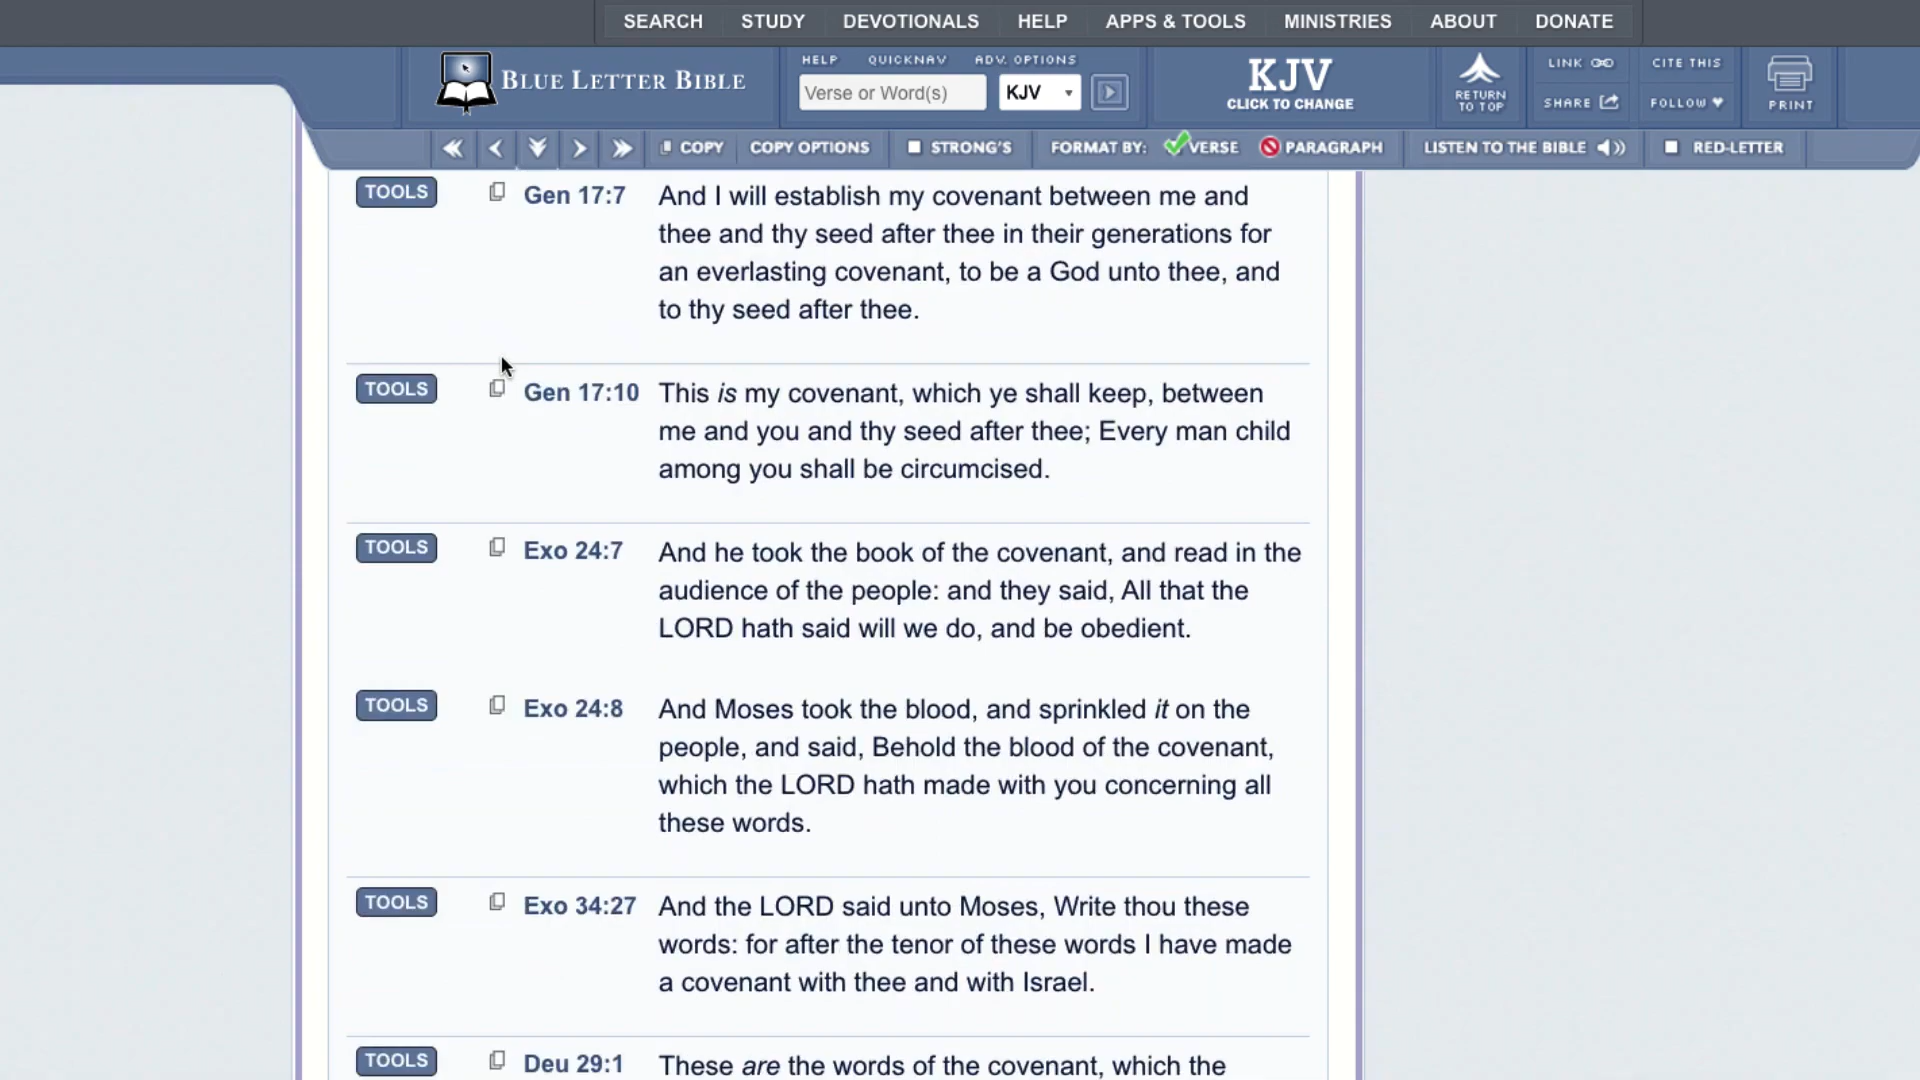 SEARCH STUDY DEVOTIONALS HELP APPS & TOOLS MINISTRIES ABOUT DONATE
BLUE LETTER BIBLE
HELP QUICKNAV ADV. OPTIONS
Verse or Word(s) KJV
KJV
CLICK TO CHANGE
RETURN
TO TOP
LINK
SHARE
CITE THIS
FOLLOW
PRINT
COPY COPY OPTIONS STRONG'S FORMAT BY: VERSE PARAGRAPH LISTEN TO THE BIBLE RED-LETTER
TOOLS Gen 17:7 And I will establish my covenant between me and
thee and thy seed after thee in their generations for
an everlasting covenant, to be a God unto thee, and
to thy seed after thee.
TOOLS Gen 17:10 This is my covenant, which ye shall keep, between
me and you and thy seed after thee; Every man child
among you shall be circumcised.
TOOLS Exo 24:7 And he took the book of the covenant, and read in the
audience of the people: and they said, All that the
LORD hath said will we do, and be obedient.
TOOLS Exo 24:8 And Moses took the blood, and sprinkled it on the
people, and said, Behold the blood of the covenant,
which the LORD hath made with you concerning all
these words.
TOOLS Exo 34:27 And the LORD said unto Moses, Write thou these
words: for after the tenor of these words I have made
a covenant with thee and with Israel.
TOOLS Deu 29:1 These are the words of the covenant, which the